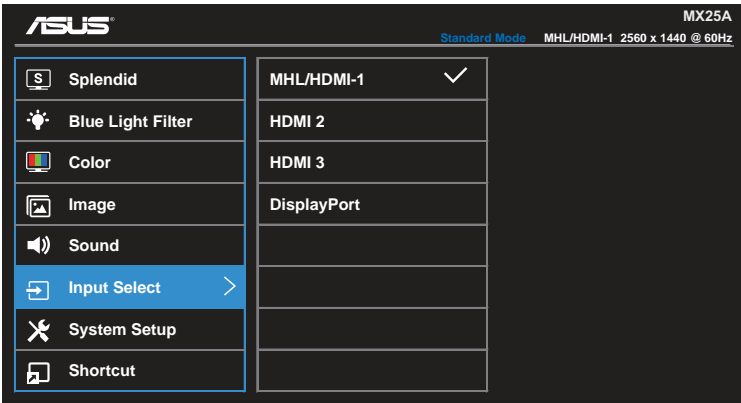 ASUS
MX25A
Standard Mode MHL/HDMI-1 2560 x 1440 @ 60Hz
S Splendid
Blue Light Filter
Color
Image
Sound
Input Select
System Setup
Shortcut
MHL/HDMI-1
HDMI 2
HDMI 3
DisplayPort